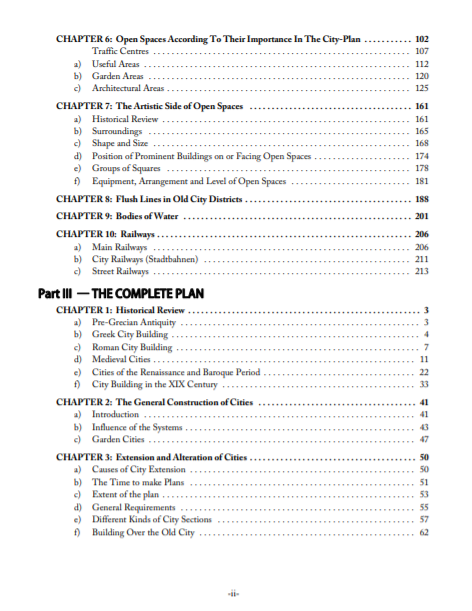 CHAPTER 6: Open Spaces According To Their Importance In The City-Plan ........... 102
Traffic Centres ........... 107
a) Useful Areas ........... 112
b) Garden Areas ........... 120
c) Architectural Areas ........... 125
CHAPTER 7: The Artistic Side of Open Spaces ........... 161
a) Historical Review ........... 161
b) Surroundings ........... 165
c) Shape and Size ........... 168
d) Position of Prominent Buildings on or Facing Open Spaces ........... 174
e) Groups of Squares ........... 178
f) Equipment, Arrangement and Level of Open Spaces ........... 181
CHAPTER 8: Flush Lines in Old City Districts ........... 188
CHAPTER 9: Bodies of Water ........... 201
CHAPTER 10: Railways ........... 206
a) Main Railways ........... 206
b) City Railways (Stadtbahnen) ........... 211
c) Street Railways ........... 213
Part III — THE COMPLETE PLAN
CHAPTER 1: Historical Review ........... 3
a) Pre-Grecian Antiquity ........... 3
b) Greek City Building ........... 4
c) Roman City Building ........... 7
d) Medieval Cities ........... 11
e) Cities of the Renaissance and Baroque Period ........... 22
f) City Building in the XIX Century ........... 33
CHAPTER 2: The General Construction of Cities ........... 41
a) Introduction ........... 41
b) Influence of the Systems ........... 43
c) Garden Cities ........... 47
CHAPTER 3: Extension and Alteration of Cities ........... 50
a) Causes of City Extension ........... 50
b) The Time to make Plans ........... 51
c) Extent of the plan ........... 53
d) General Requirements ........... 55
e) Different Kinds of City Sections ........... 57
f) Building Over the Old City ........... 62
-ii-